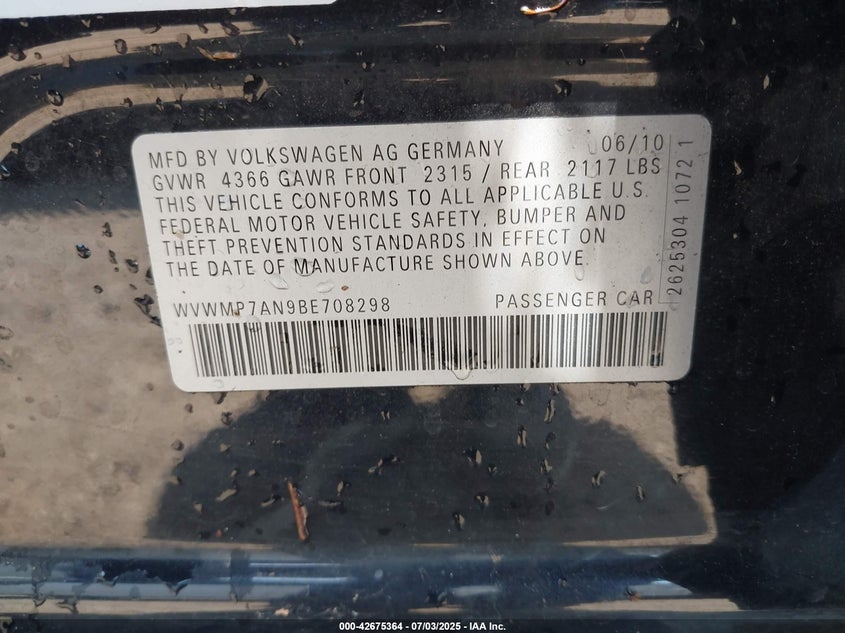 MFD BY VOLKSWAGEN AG GERMANY 06/10
GVWR 4366 GAWR FRONT 2315 / REAR 2117 LBS
THIS VEHICLE CONFORMS TO ALL APPLICABLE U.S.
FEDERAL MOTOR VEHICLE SAFETY, BUMPER AND
THEFT PREVENTION STANDARDS IN EFFECT ON
THE DATE OF MANUFACTURE SHOWN ABOVE.
WVWMP7AN9BE708298 PASSENGER CAR
2625304 1072 1
000-42675364 - 07/03/2025 - IAA Inc.